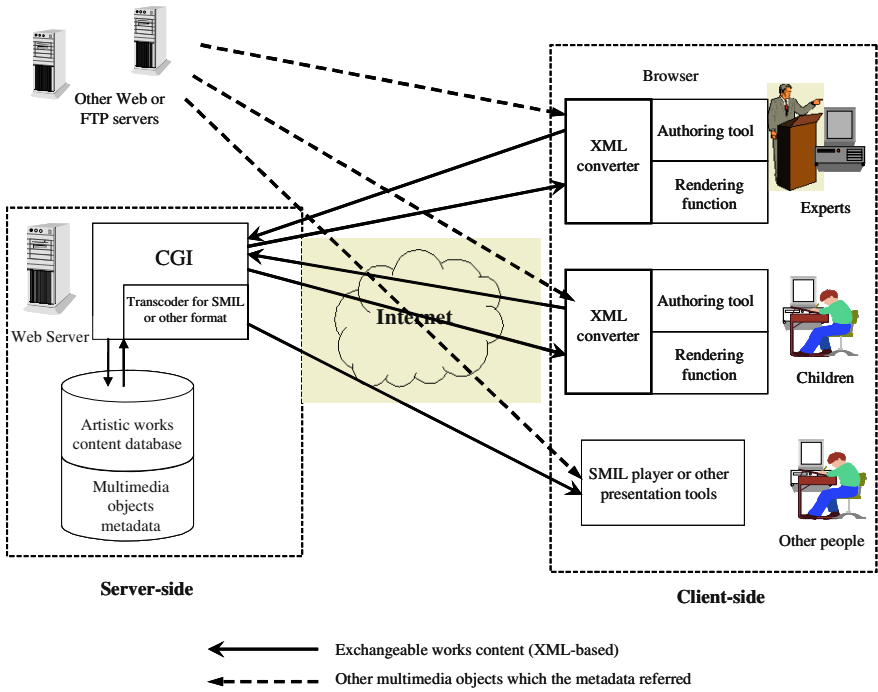 Other Web or
FTP servers
Browser
XML
converter
Authoring tool
Rendering
function
Experts
CGI
Transcoder for SMIL
or other format
Web Server
Internet
XML
converter
Authoring tool
Rendering
function
Children
Artistic works
content database
Multimedia
objects
metadata
SMIL player or other
presentation tools
Other people
Server-side
Client-side
Exchangeable works content (XML-based)
Other multimedia objects which the metadata referred